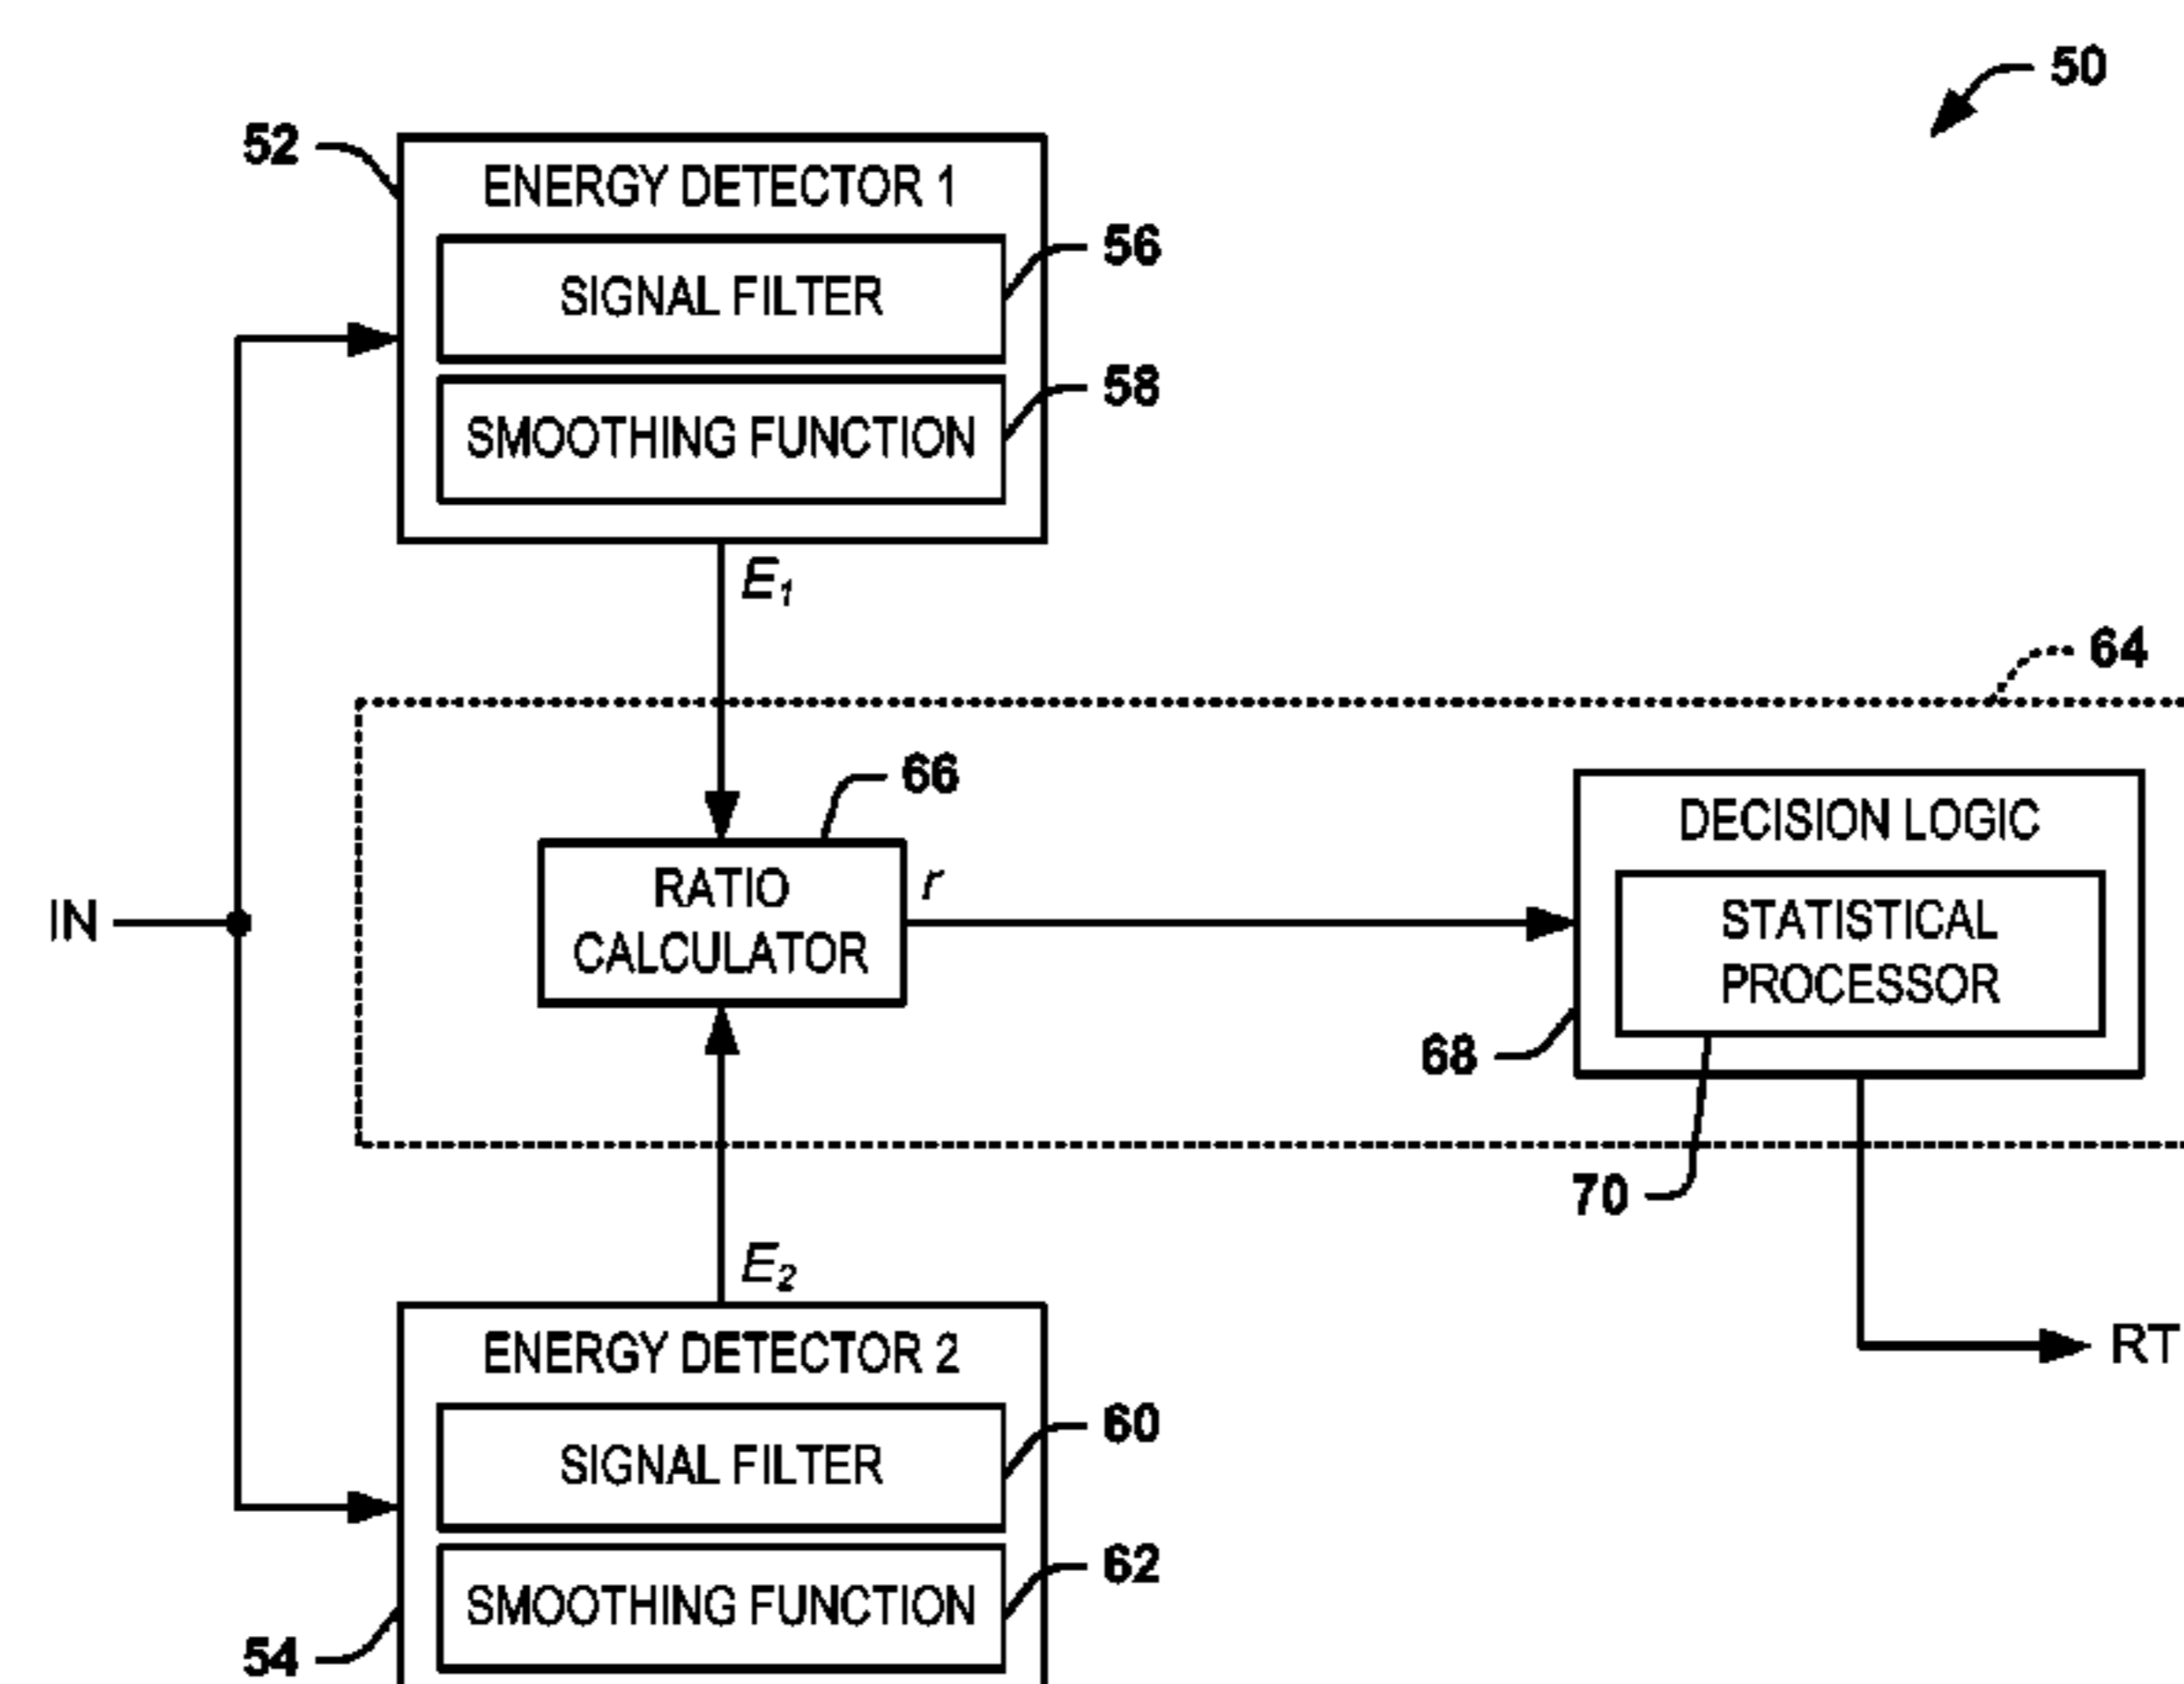 50
52
ENERGY DETECTOR 1
56
SIGNAL FILTER
58
SMOOTHING FUNCTION
E1
64
66
RATIO
CALCULATOR
r
DECISION LOGIC
STATISTICAL
PROCESSOR
IN
68
70
E2
ENERGY DETECTOR 2
RT
60
SIGNAL FILTER
62
SMOOTHING FUNCTION
54